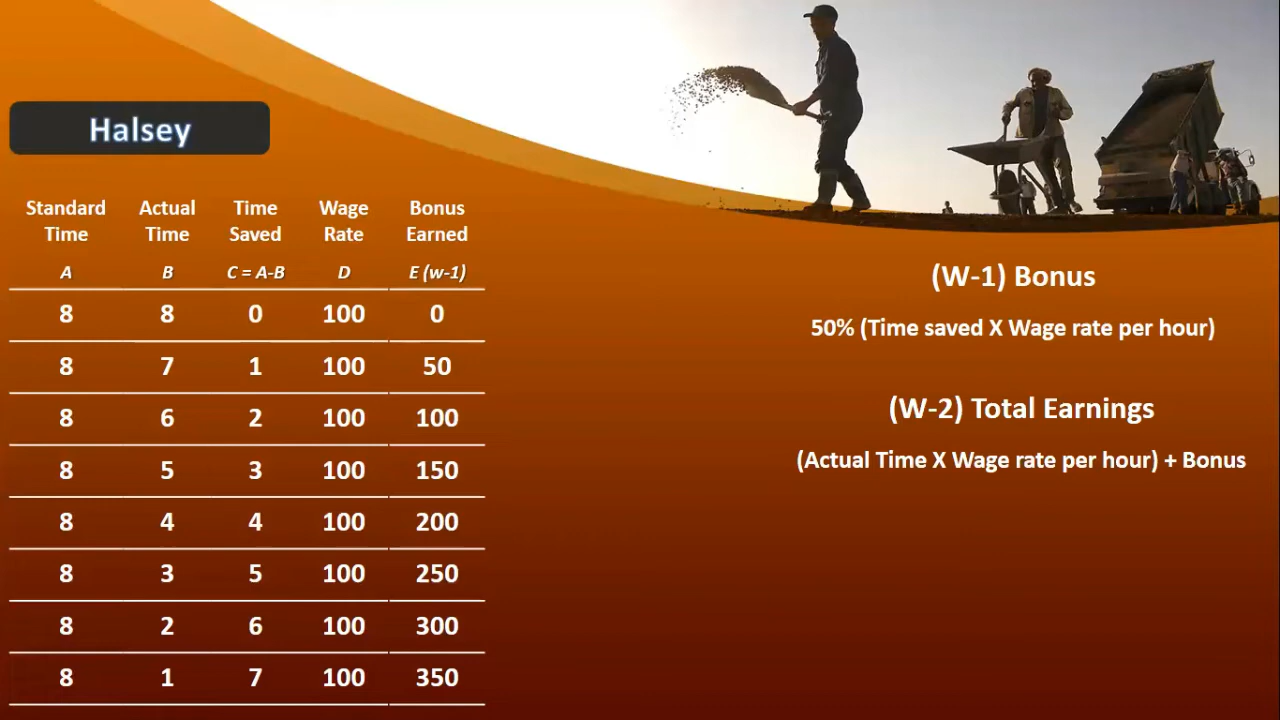 Halsey
Standard Time Actual Time Time Saved Wage Rate Bonus Earned
A B C = A-B D E (w-1)
8 8 0 100 0
8 7 1 100 50
8 6 2 100 100
8 5 3 100 150
8 4 4 100 200
8 3 5 100 250
8 2 6 100 300
8 1 7 100 350
(W-1) Bonus
50% (Time saved X Wage rate per hour)
(W-2) Total Earnings
(Actual Time X Wage rate per hour) + Bonus